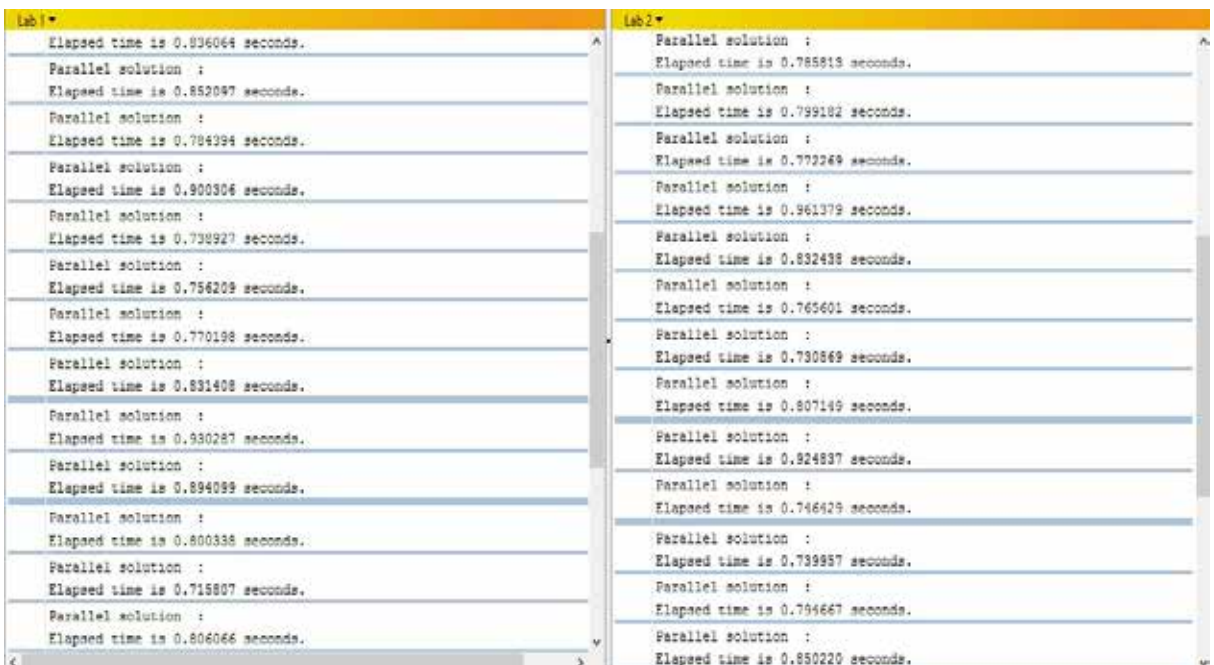 Lab 1
Elapsed time is 0.836064 seconds.
Parallel solution :
Elapsed time is 0.852097 seconds.
Parallel solution :
Elapsed time is 0.784394 seconds.
Parallel solution :
Elapsed time is 0.900306 seconds.
Parallel solution :
Elapsed time is 0.738927 seconds.
Parallel solution :
Elapsed time is 0.756209 seconds.
Parallel solution :
Elapsed time is 0.770198 seconds.
Parallel solution :
Elapsed time is 0.831408 seconds.
Parallel solution :
Elapsed time is 0.930287 seconds.
Parallel solution :
Elapsed time is 0.894099 seconds.
Parallel solution :
Elapsed time is 0.800338 seconds.
Parallel solution :
Elapsed time is 0.715807 seconds.
Parallel solution :
Elapsed time is 0.806066 seconds.
Lab 2
Parallel solution :
Elapsed time is 0.785813 seconds.
Parallel solution :
Elapsed time is 0.799182 seconds.
Parallel solution :
Elapsed time is 0.772269 seconds.
Parallel solution :
Elapsed time is 0.961379 seconds.
Parallel solution :
Elapsed time is 0.832438 seconds.
Parallel solution :
Elapsed time is 0.765601 seconds.
Parallel solution :
Elapsed time is 0.730869 seconds.
Parallel solution :
Elapsed time is 0.807149 seconds.
Parallel solution :
Elapsed time is 0.924837 seconds.
Parallel solution :
Elapsed time is 0.746429 seconds.
Parallel solution :
Elapsed time is 0.739957 seconds.
Parallel solution :
Elapsed time is 0.794667 seconds.
Parallel solution :
Elapsed time is 0.850220 seconds.